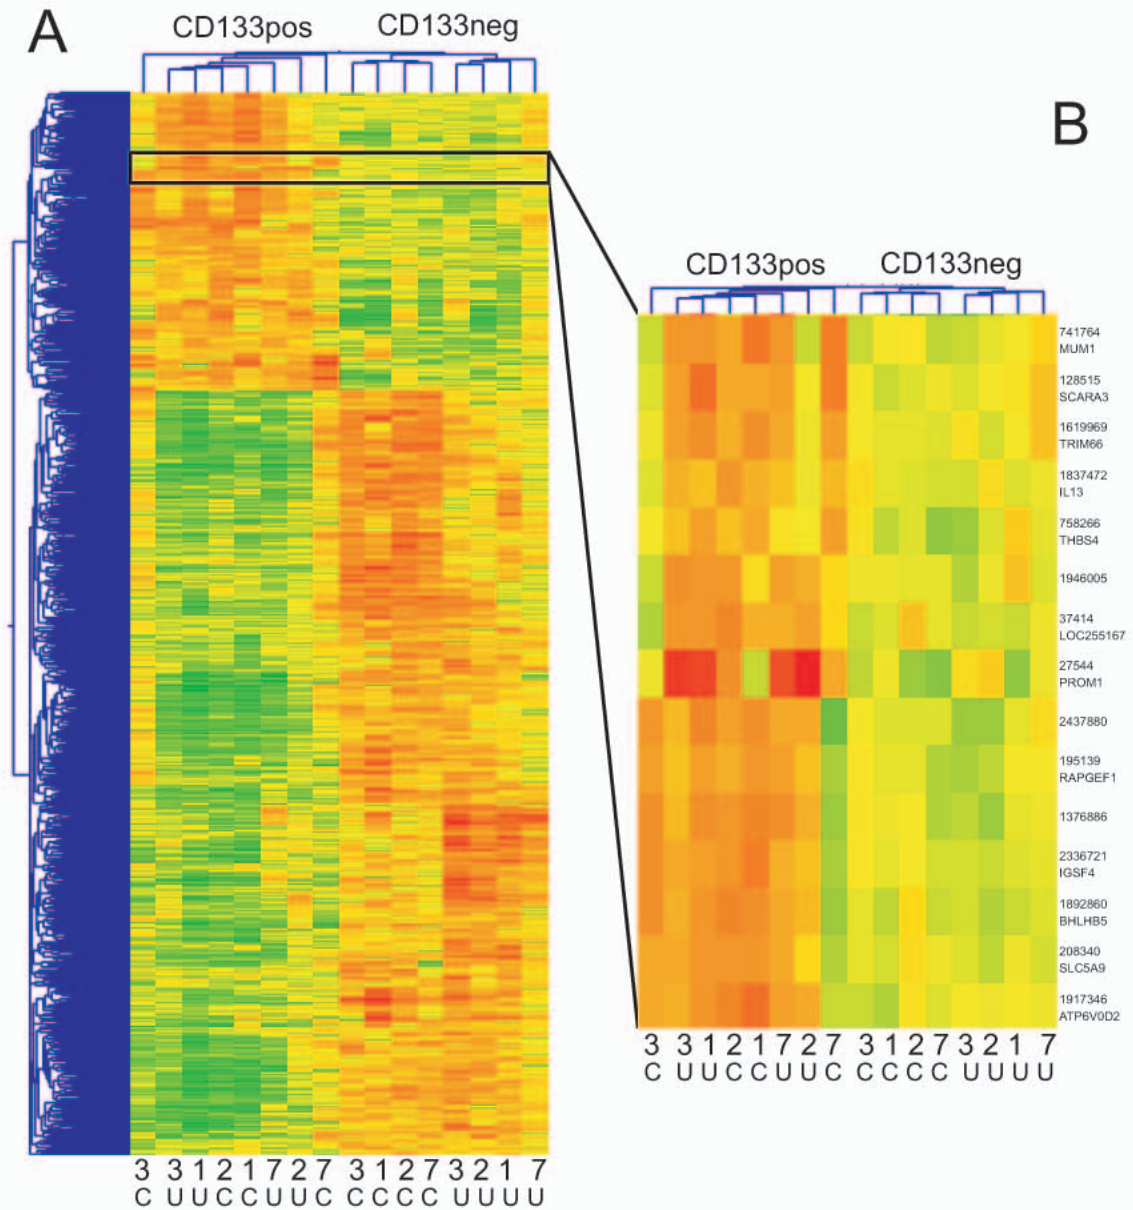 A
CD133pos CD133neg
B
CD133pos CD133neg
741764
MUM1
128515
SCARA3
1619969
TRIM66
1837472
IL13
758266
THBS4
1946005
37414
LOC255167
27544
PROM1
2437880
195139
RAPGEF1
1376886
2336721
IGSF4
1892860
BHLHB5
208340
SLC5A9
1917346
ATP6V0D2
3 3 1 2 1 7 2 7 3 1 2 7 3 2 1 7
C U U C C U U C C C C C U U U U
3 3 1 2 1 7 2 7 3 1 2 7 3 2 1 7
C U U C C U U C C C C C U U U U